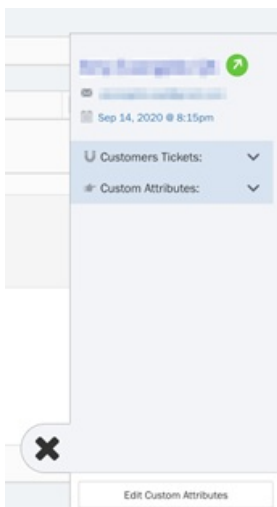 Sep 14, 2020 @ 8:15pm
Customers Tickets:
Custom Attributes:
Edit Custom Attributes